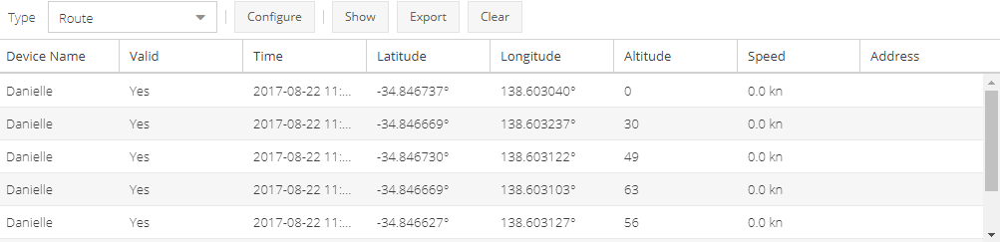 Type Route Configure Show Export Clear
Device Name Valid Time Latitude Longitude Altitude Speed Address
Danielle Yes 2017-08-22 11:... -34.846737° 138.603040° 0 0.0 kn
Danielle Yes 2017-08-22 11:... -34.846669° 138.603237° 30 0.0 kn
Danielle Yes 2017-08-22 11:... -34.846730° 138.603122° 49 0.0 kn
Danielle Yes 2017-08-22 11:... -34.846669° 138.603103° 63 0.0 kn
Danielle Yes 2017-08-22 11:... -34.846627° 138.603127° 56 0.0 kn